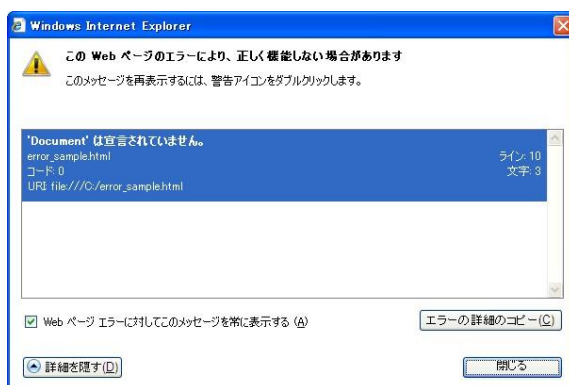 Windows Internet Explorer
この Web ページのエラーにより、正しく機能しない場合があります
このメッセージを再表示するには、警告アイコンをダブルクリックします。
'Document' は宣言されていません。
error_sample.html ライン: 10
コード: 0 文字: 3
URI: file:///C:/error_sample.html
Web ページ エラーに対してこのメッセージを常に表示する (A)
エラーの詳細のコピー(C)
詳細を隠す(D)
閉じる